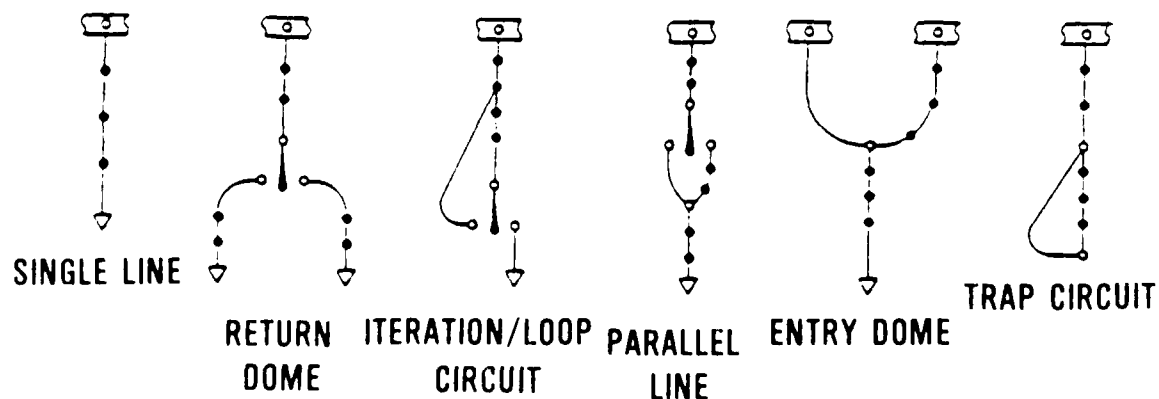 SINGLE LINE
RETURN
DOME
ITERATION/LOOP
CIRCUIT
PARALLEL
LINE
ENTRY DOME
TRAP CIRCUIT